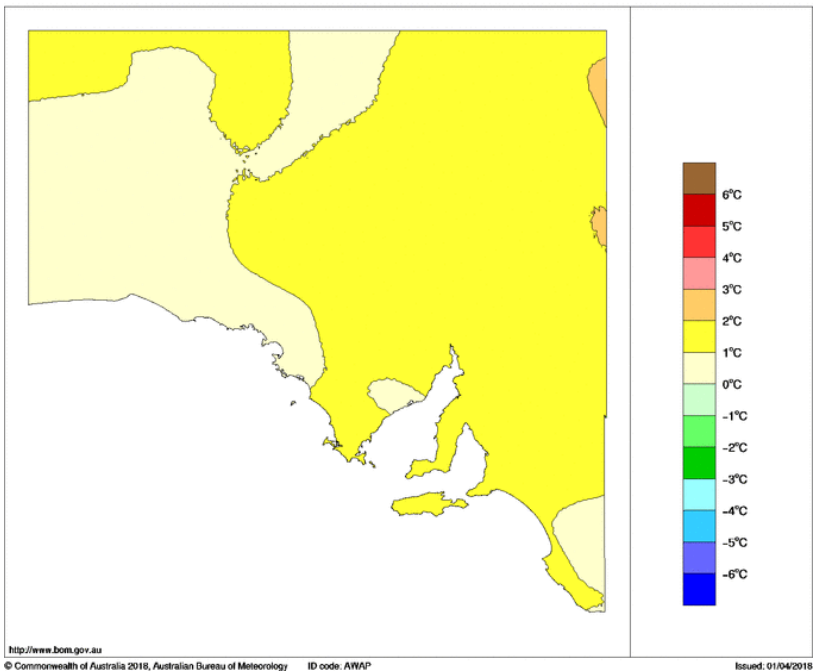 6°C
5°C
4°C
3°C
2°C
1°C
0°C
-1°C
-2°C
-3°C
-4°C
-5°C
-6°C
http://www.bom.gov.au
© Commonwealth of Australia 2018, Australian Bureau of Meteorology ID code: AWAP Issued: 01/04/2018